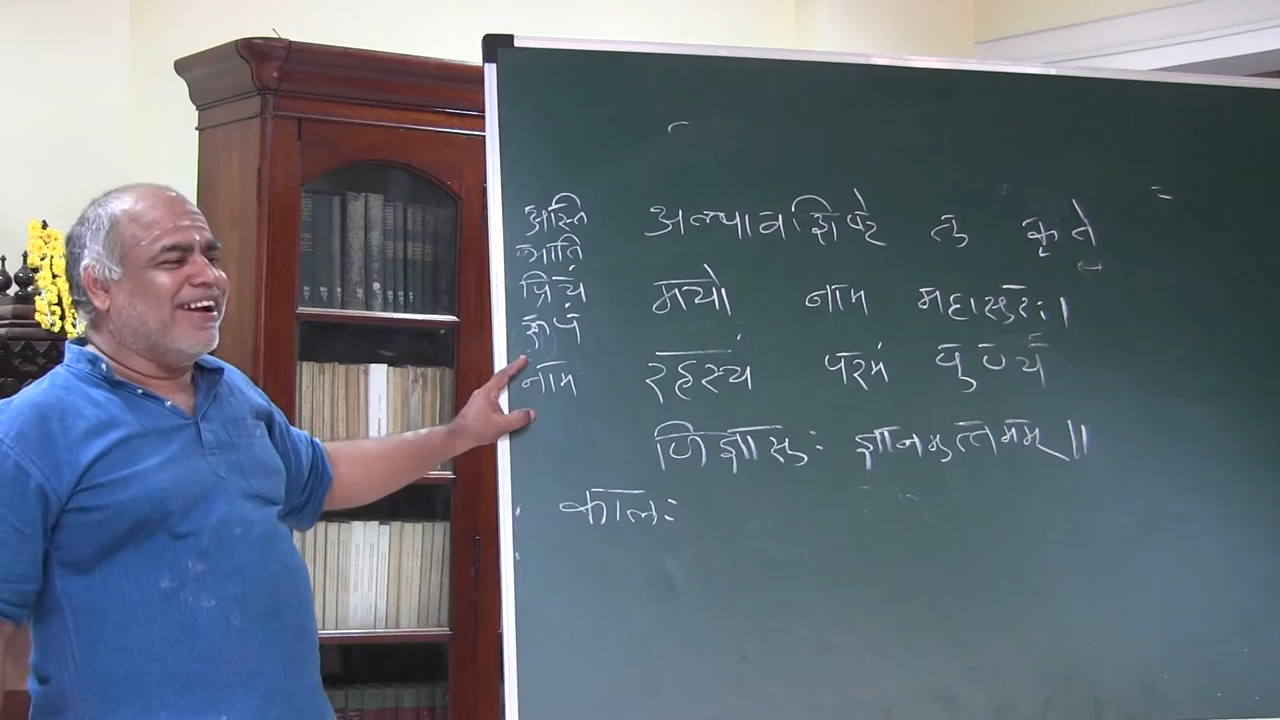 अस्ति
भाति
प्रियं
रूपं
नाम
अल्पावशिष्टे तु कृते
मयो नाम महासुरः।
रहस्यं परमं पुण्यं
जिज्ञासुः ज्ञानमुत्तमम्॥
कालः